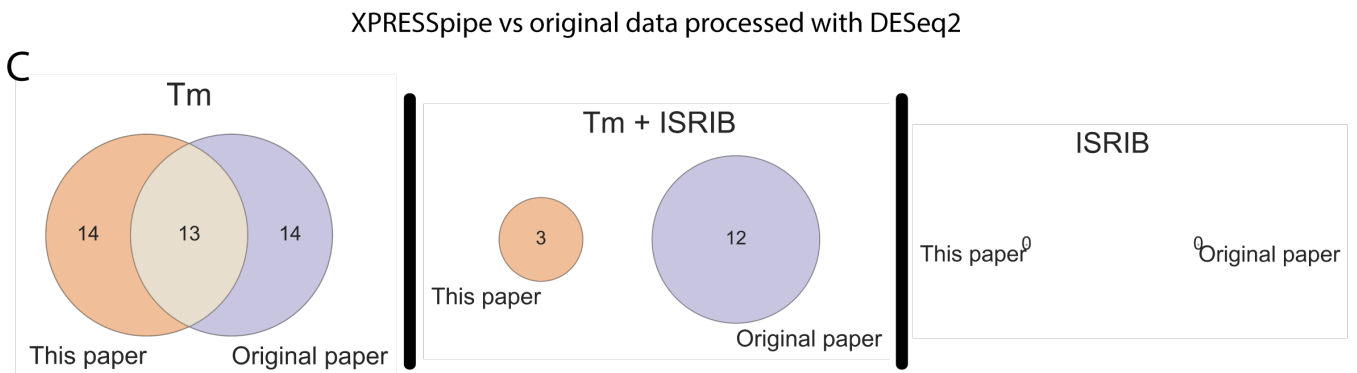 XPRESSpipe vs original data processed with DESeq2
C
Tm
14
13
14
This paper
Original paper
Tm + ISRIB
3
12
This paper
Original paper
ISRIB
0
0
This paper
Original paper